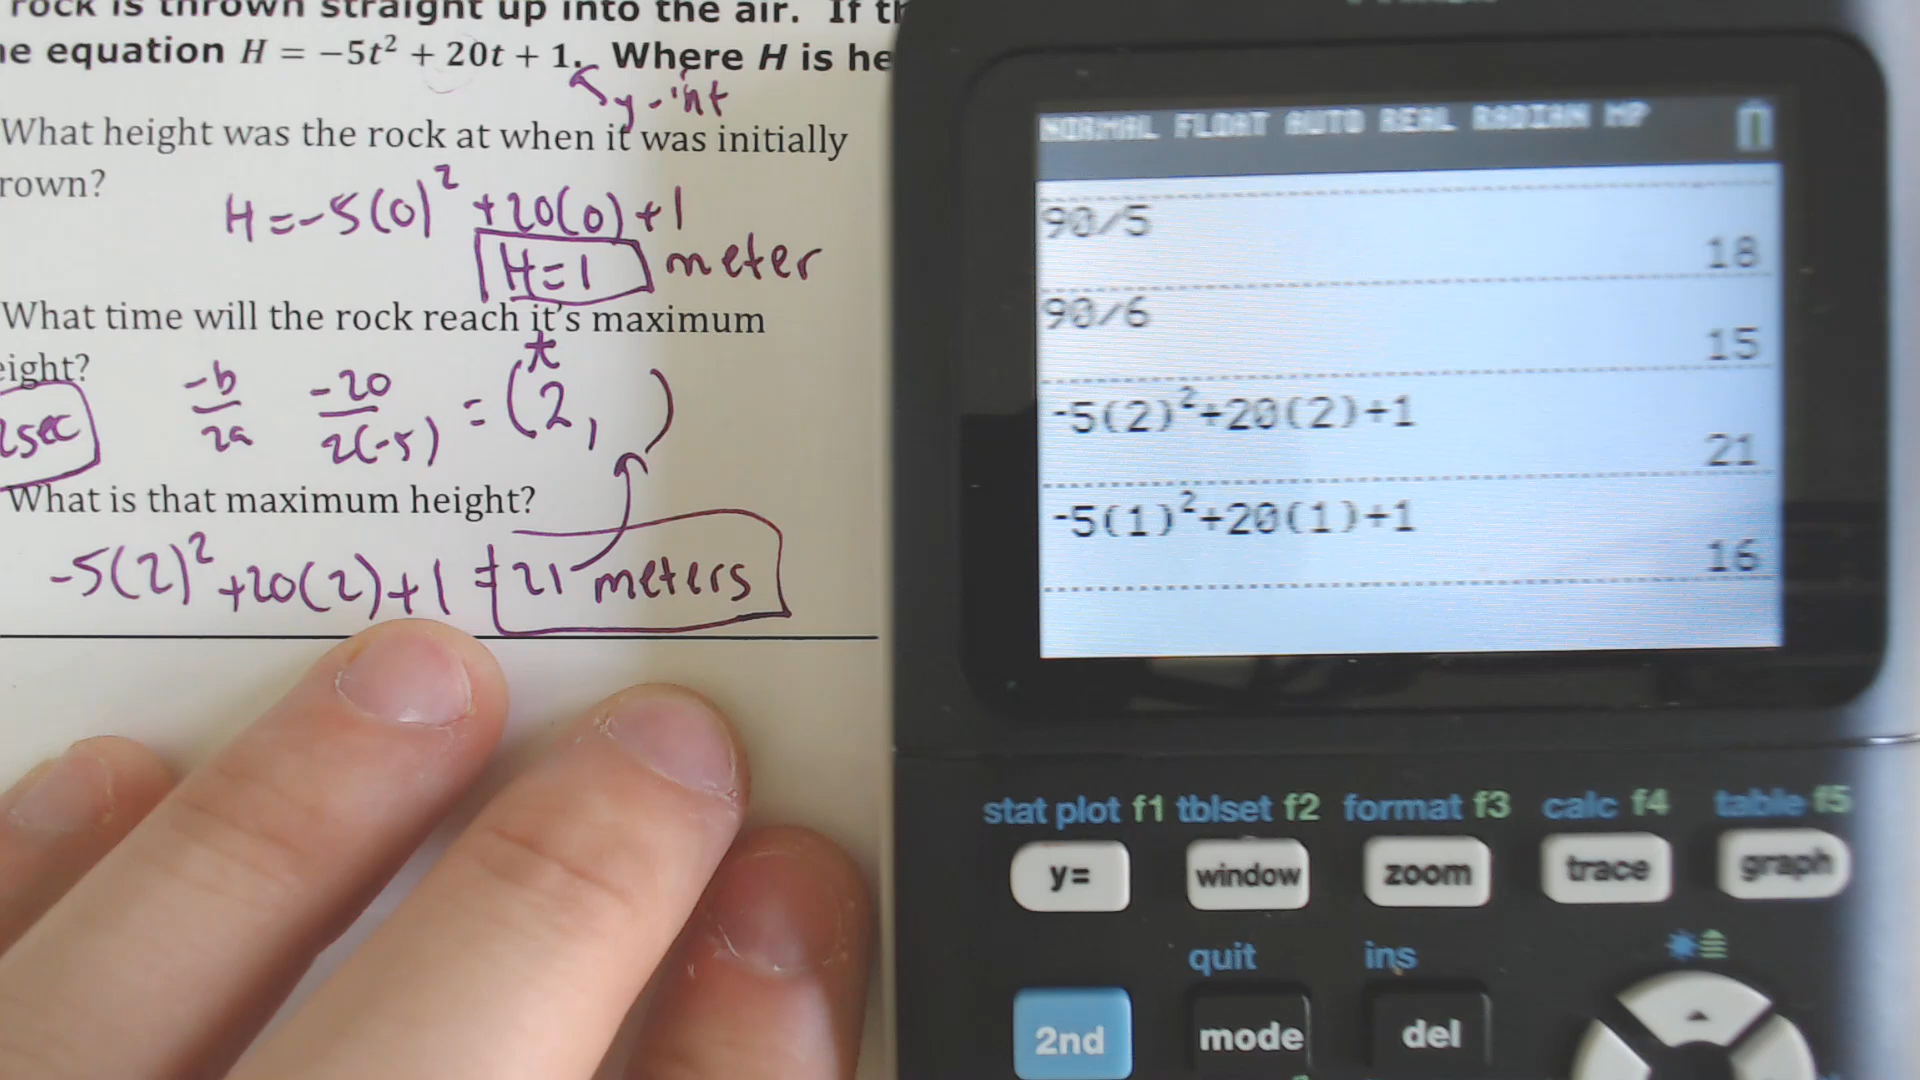 rock is thrown straight up into the air. If th
he equation H = −5t² + 20t + 1. Where H is he
y-int
What height was the rock at when it was initially
rown?
H=-5(0)²+20(0)+1
H=1 meter
What time will the rock reach it's maximum
eight?
t
2sec -b/2a -20/2(-5) = (2, )
What is that maximum height?
-5(2)²+20(2)+1 = 21 meters
NORMAL FLOAT AUTO REAL RADIAN MP
90/5
18
90/6
15
-5(2)²+20(2)+1
21
-5(1)²+20(1)+1
16
stat plot f1 tblset f2 format f3 calc f4 table f5
y= window zoom trace graph
quit ins
2nd mode del